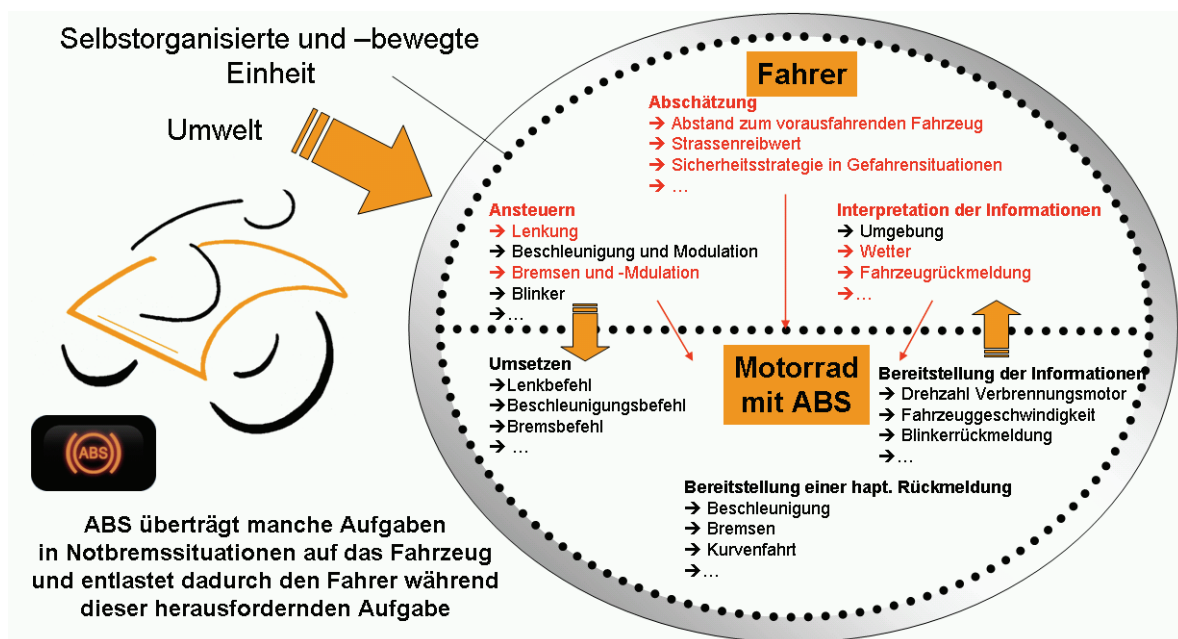 Selbstorganisierte und –bewegte
Einheit
Umwelt
Fahrer
Abschätzung
→ Abstand zum vorausfahrenden Fahrzeug
→ Strassenreibwert
→ Sicherheitsstrategie in Gefahrensituationen
→ …
Ansteuern
→ Lenkung
→ Beschleunigung und Modulation
→ Bremsen und -Mdulation
→ Blinker
→…
Interpretation der Informationen
→ Umgebung
→ Wetter
→ Fahrzeugrückmeldung
→…
Umsetzen
→Lenkbefehl
→Beschleunigungsbefehl
→Bremsbefehl
→ …
Motorrad
mit ABS
Bereitstellung der Informationen
→ Drehzahl Verbrennungsmotor
→ Fahrzeuggeschwindigkeit
→ Blinkerrückmeldung
→…
Bereitstellung einer hapt. Rückmeldung
→ Beschleunigung
→ Bremsen
→ Kurvenfahrt
→…
ABS
ABS überträgt manche Aufgaben
in Notbremssituationen auf das Fahrzeug
und entlastet dadurch den Fahrer während
dieser herausfordernden Aufgabe